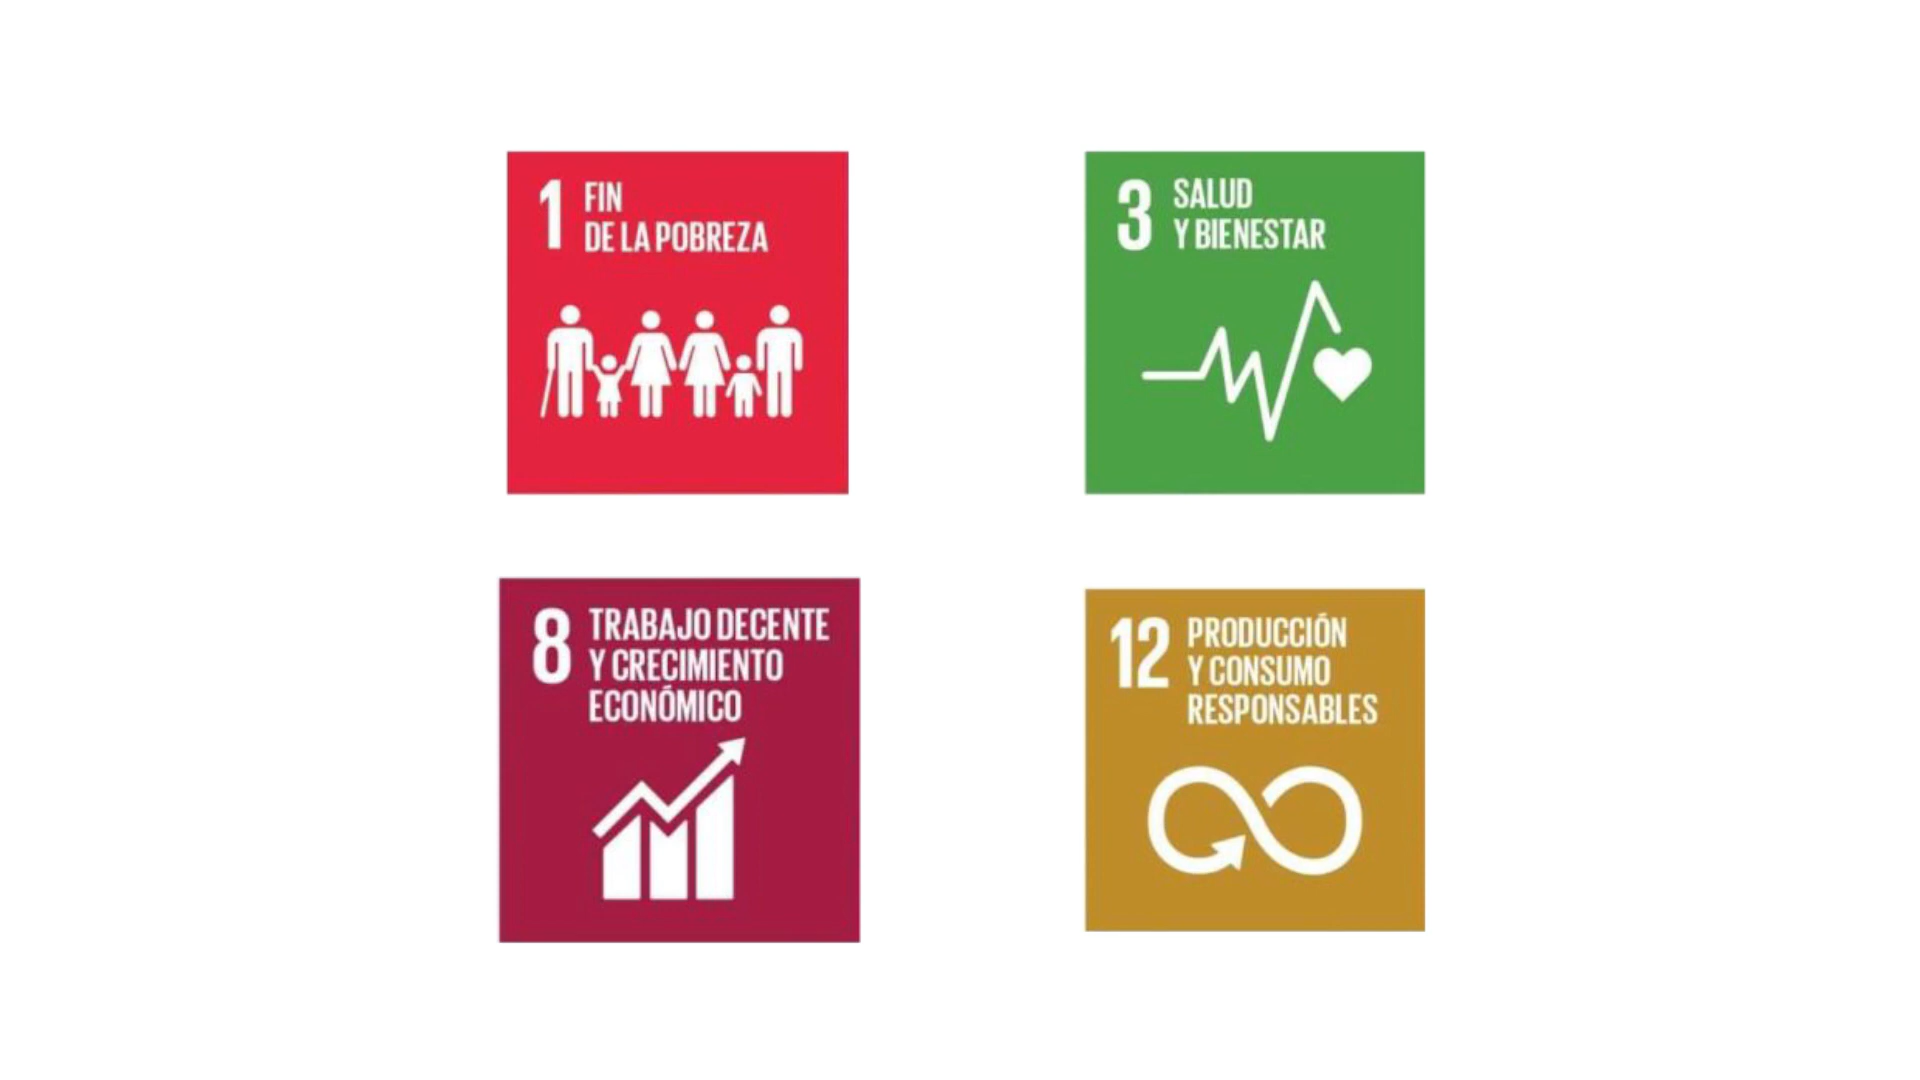 1 FIN
DE LA POBREZA
3 SALUD
Y BIENESTAR
8 TRABAJO DECENTE
Y CRECIMIENTO
ECONÓMICO
12 PRODUCCIÓN
Y CONSUMO
RESPONSABLES